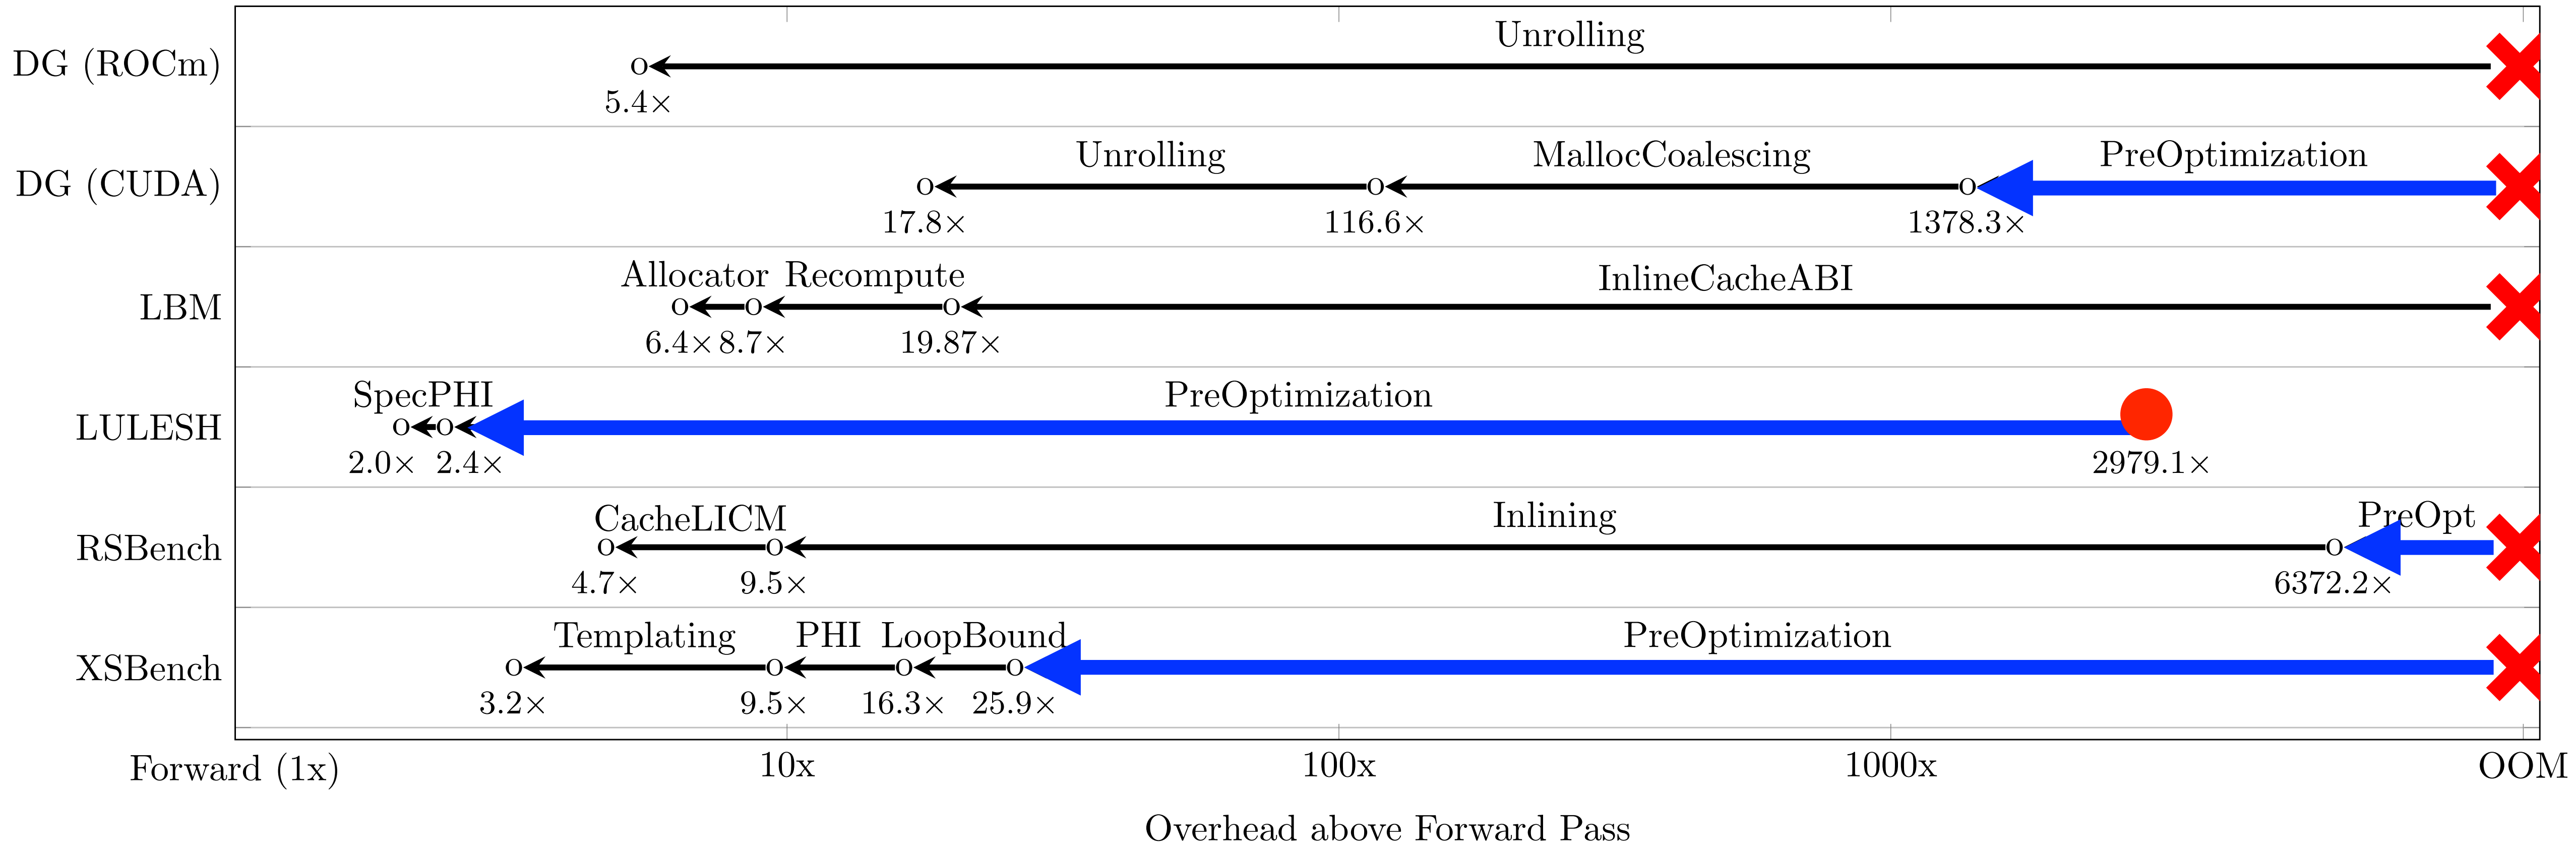 Unrolling
DG (ROCm)
5.4×
Unrolling MallocCoalescing PreOptimization
DG (CUDA)
17.8× 116.6× 1378.3×
Allocator Recompute InlineCacheABI
LBM
6.4× 8.7× 19.87×
SpecPHI PreOptimization
LULESH
2.0× 2.4× 2979.1×
CacheLICM Inlining PreOpt
RSBench
4.7× 9.5× 6372.2×
Templating PHI LoopBound PreOptimization
XSBench
3.2× 9.5× 16.3× 25.9×
Forward (1x) 10x 100x 1000x OOM
Overhead above Forward Pass